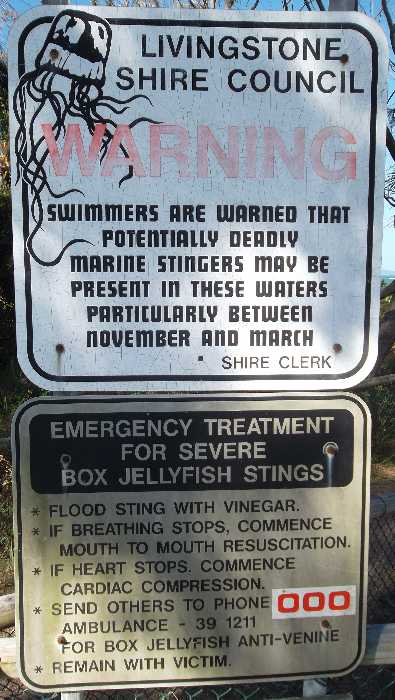 LIVINGSTONE
SHIRE COUNCIL
WARNING
SWIMMERS ARE WARNED THAT
POTENTIALLY DEADLY
MARINE STINGERS MAY BE
PRESENT IN THESE WATERS
PARTICULARLY BETWEEN
NOVEMBER AND MARCH
SHIRE CLERK
EMERGENCY TREATMENT
FOR SEVERE
BOX JELLYFISH STINGS
* FLOOD STING WITH VINEGAR.
* IF BREATHING STOPS, COMMENCE
MOUTH TO MOUTH RESUSCITATION.
* IF HEART STOPS. COMMENCE
CARDIAC COMPRESSION.
* SEND OTHERS TO PHONE 000
AMBULANCE - 39 1211
FOR BOX JELLYFISH ANTI-VENINE
* REMAIN WITH VICTIM.